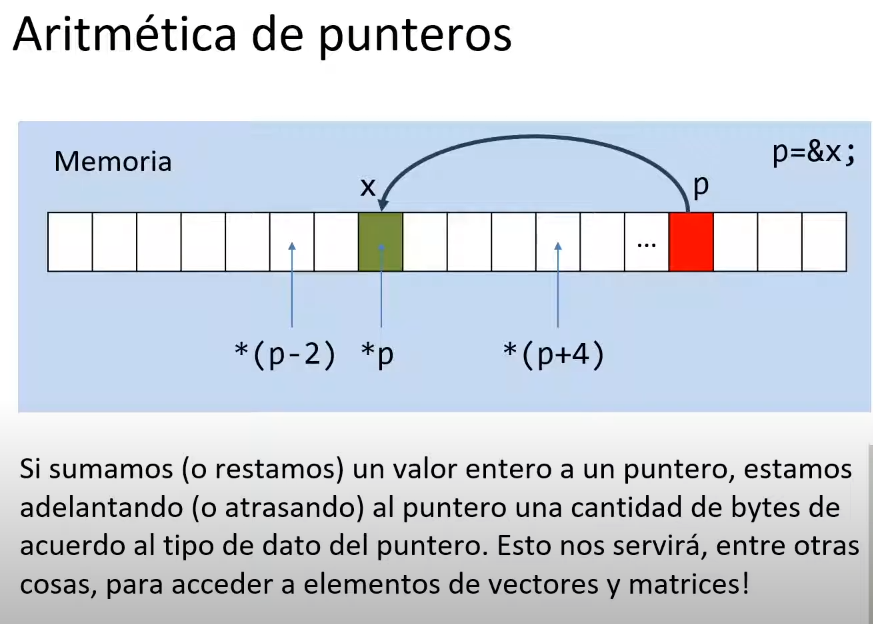 Aritmética de punteros
Memoria
p=&x;
x
p
...
*(p-2) *p *(p+4)
Si sumamos (o restamos) un valor entero a un puntero, estamos
adelantando (o atrasando) al puntero una cantidad de bytes de
acuerdo al tipo de dato del puntero. Esto nos servirá, entre otras
cosas, para acceder a elementos de vectores y matrices!